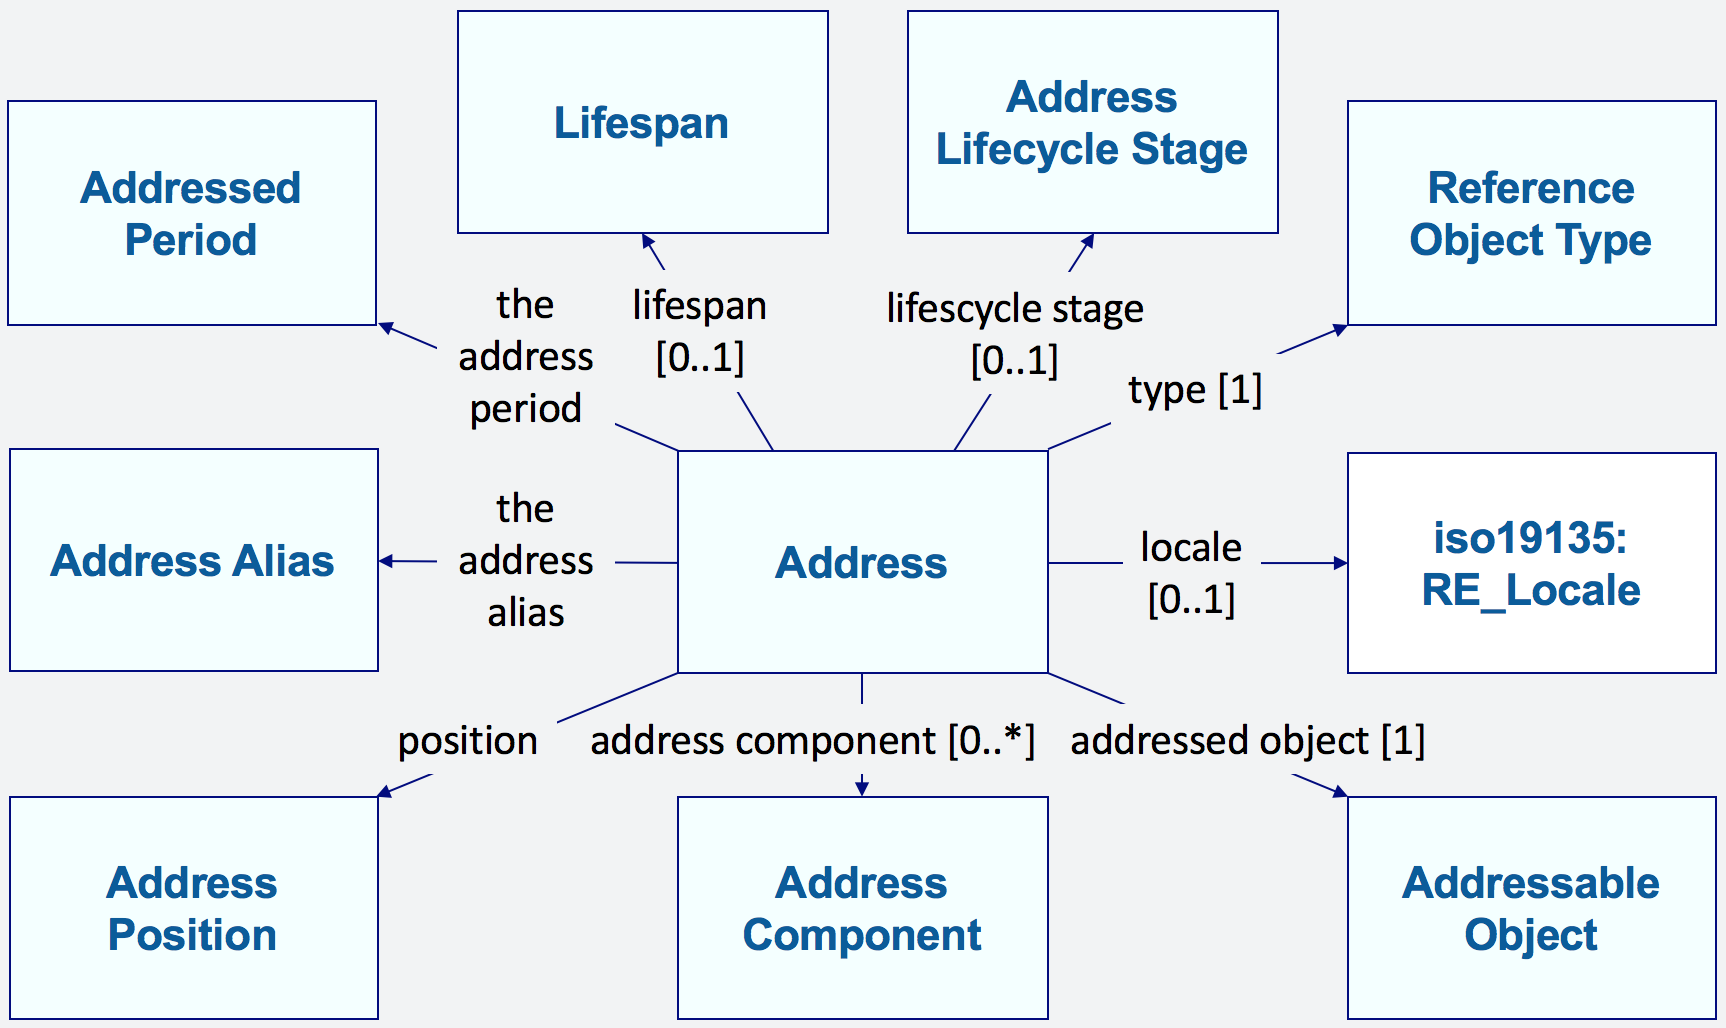 Lifespan
Address
Lifecycle Stage
Addressed
Period
Reference
Object Type
the
address
period
lifespan
[0..1]
lifescycle stage
[0..1]
type [1]
Address Alias
the
address
alias
Address
locale
[0..1]
iso19135:
RE_Locale
position
address component [0..*]
addressed object [1]
Address
Position
Address
Component
Addressable
Object